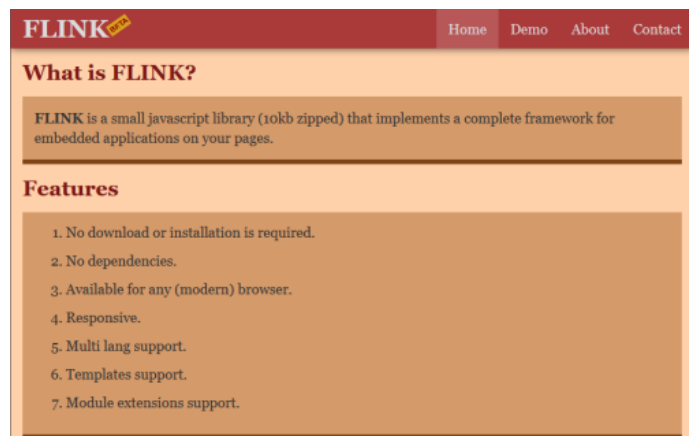 FLINK BETA
Home Demo About Contact
What is FLINK?
FLINK is a small javascript library (10kb zipped) that implements a complete framework for
embedded applications on your pages.
Features
1. No download or installation is required.
2. No dependencies.
3. Available for any (modern) browser.
4. Responsive.
5. Multi lang support.
6. Templates support.
7. Module extensions support.